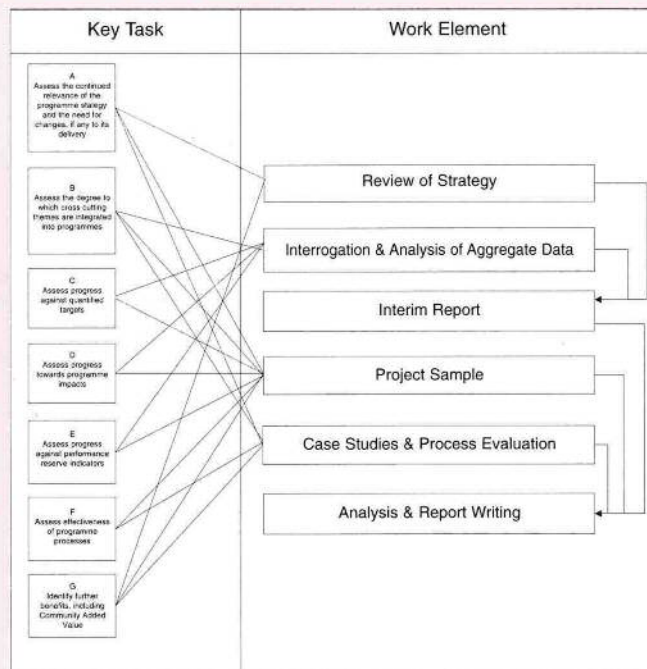 Key Task
Work Element
A
Assess the continued
relevance of the
programme stategy
and the need for
changes, if any to its
delivery
B
Assess the degree to
which cross cutting
themes are integrated
into programmes
C
Assess progress
against quantified
targets
D
Assess progress
towards programme
impacts
E
Assess progress
against performance
reserve indicators
F
Assess effectiveness
of programme
processes
G
Identify further
benefits, including
Community Added
Value
Review of Strategy
Interrogation & Analysis of Aggregate Data
Interim Report
Project Sample
Case Studies & Process Evaluation
Analysis & Report Writing